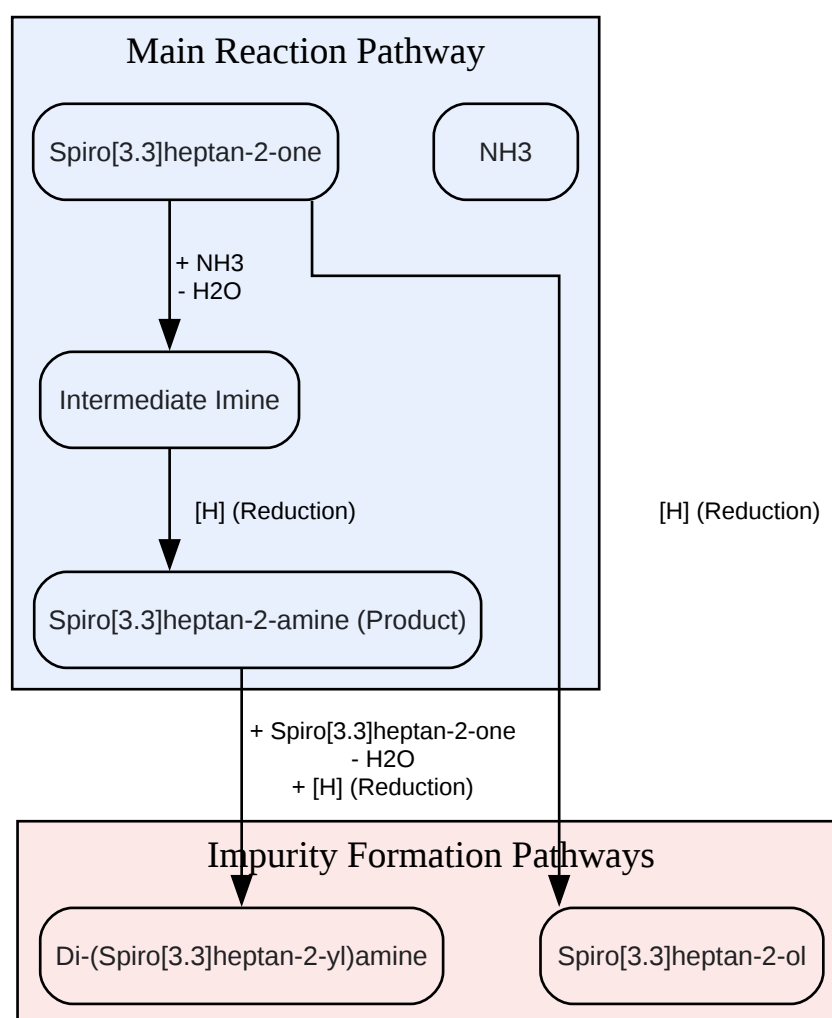 Main Reaction Pathway
Spiro[3.3]heptan-2-one
NH3
+ NH3
- H2O
Intermediate Imine
[H] (Reduction)
[H] (Reduction)
Spiro[3.3]heptan-2-amine (Product)
+ Spiro[3.3]heptan-2-one
- H2O
+ [H] (Reduction)
Impurity Formation Pathways
Di-(Spiro[3.3]heptan-2-yl)amine
Spiro[3.3]heptan-2-ol